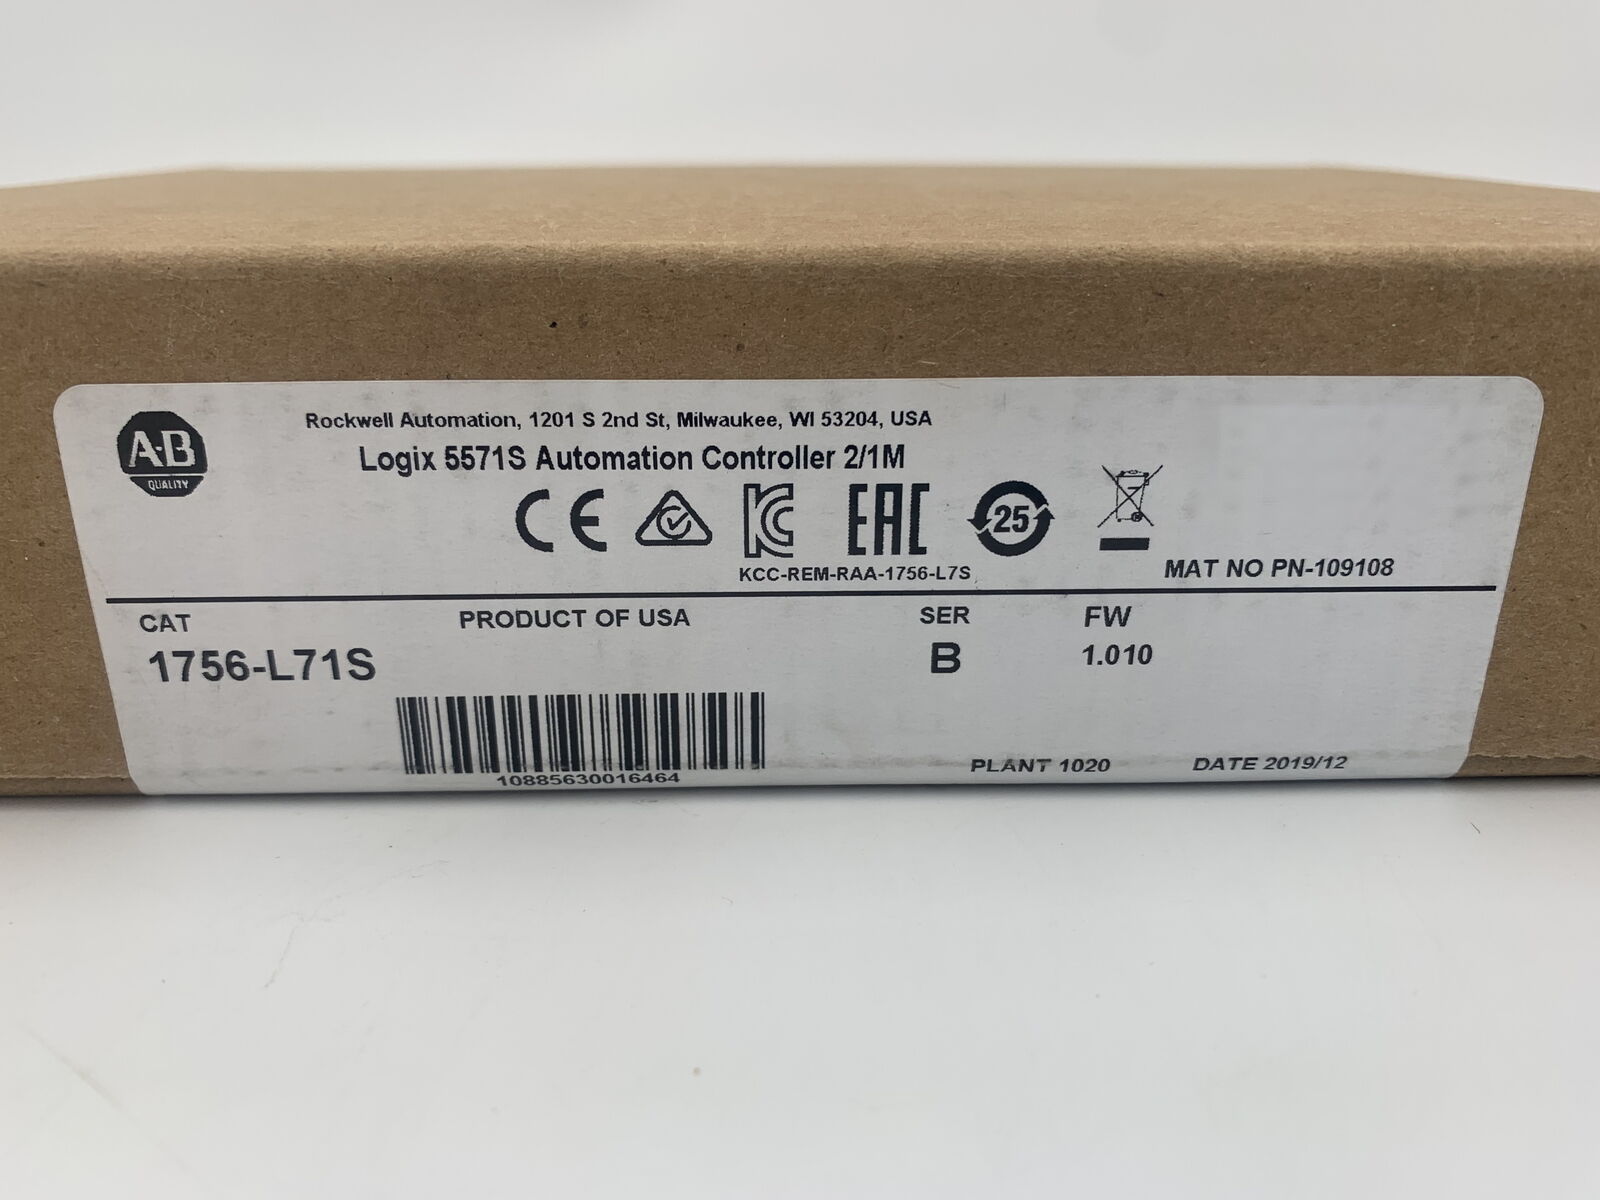 A-B
QUALITY
Rockwell Automation, 1201 S 2nd St, Milwaukee, WI 53204, USA
Logix 5571S Automation Controller 2/1M
CE
KC
EAC
25
KCC-REM-RAA-1756-L7S
MAT NO PN-109108
CAT
PRODUCT OF USA
SER
FW
1756-L71S
B
1.010
10885630016464
PLANT 1020
DATE 2019/12